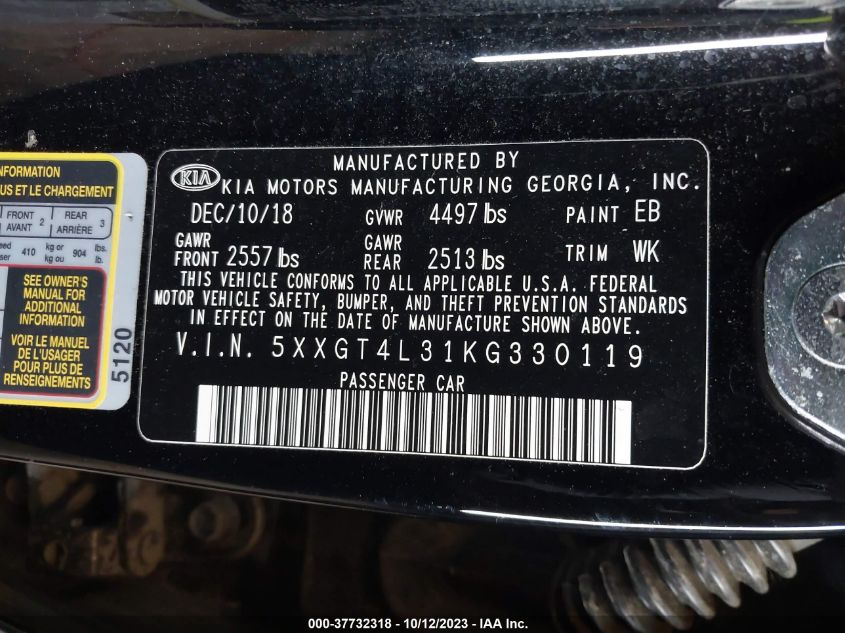 INFORMATION
US ET LE CHARGEMENT
FRONT
AVANT 2
REAR
ARRIÈRE 3
410 kg or
kg ou 904 lbs.
lb.
SEE OWNER'S
MANUAL FOR
ADDITIONAL
INFORMATION
VOIR LE MANUEL
DE L'USAGER
POUR PLUS DE
RENSEIGNEMENTS
5120
KIA
MANUFACTURED BY
KIA MOTORS MANUFACTURING GEORGIA, INC.
DEC/10/18 GVWR 4497 lbs PAINT EB
GAWR
FRONT 2557 lbs GAWR
REAR 2513 lbs TRIM WK
THIS VEHICLE CONFORMS TO ALL APPLICABLE U.S.A. FEDERAL
MOTOR VEHICLE SAFETY, BUMPER, AND THEFT PREVENTION STANDARDS
IN EFFECT ON THE DATE OF MANUFACTURE SHOWN ABOVE.
V.I.N. 5XXGT4L31KG330119
PASSENGER CAR
000-37732318 - 10/12/2023 - IAA Inc.